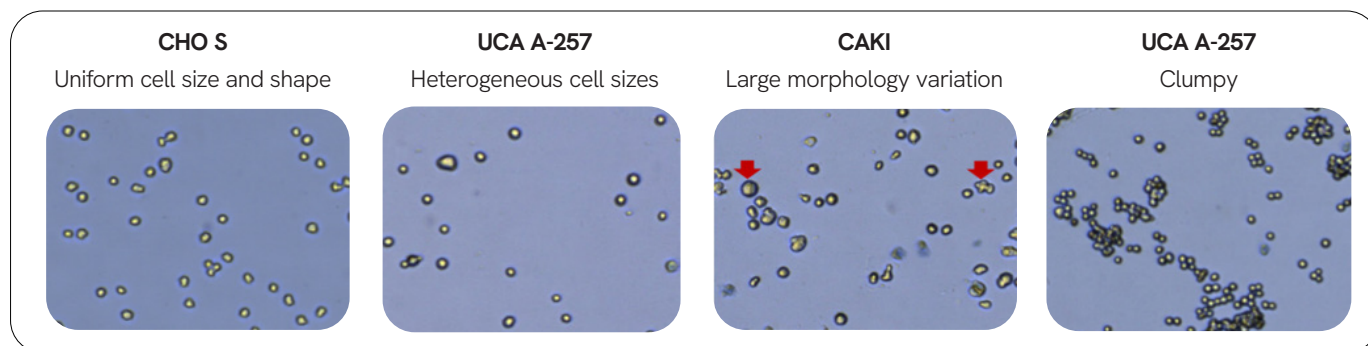 CHO S
Uniform cell size and shape
UCA A-257
Heterogeneous cell sizes
CAKI
Large morphology variation
UCA A-257
Clumpy